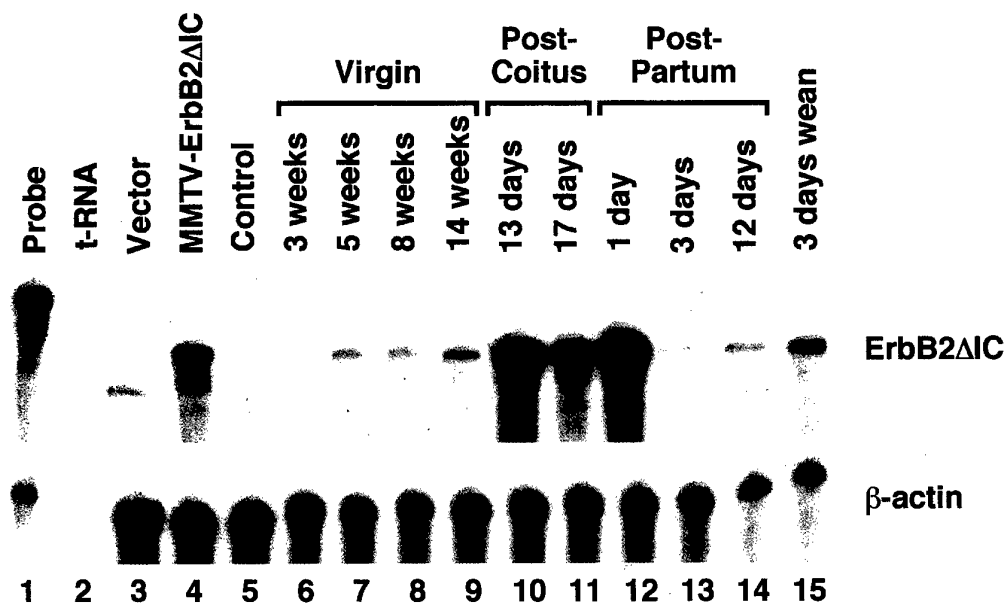 Post-
Coitus
Post-
Partum
Virgin
Probe
t-RNA
Vector
MMTV-ErbB2ΔIC
Control
3 weeks
5 weeks
8 weeks
14 weeks
13 days
17 days
1 day
3 days
12 days
3 days wean
ErbB2ΔIC
β-actin
1 2 3 4 5 6 7 8 9 10 11 12 13 14 15